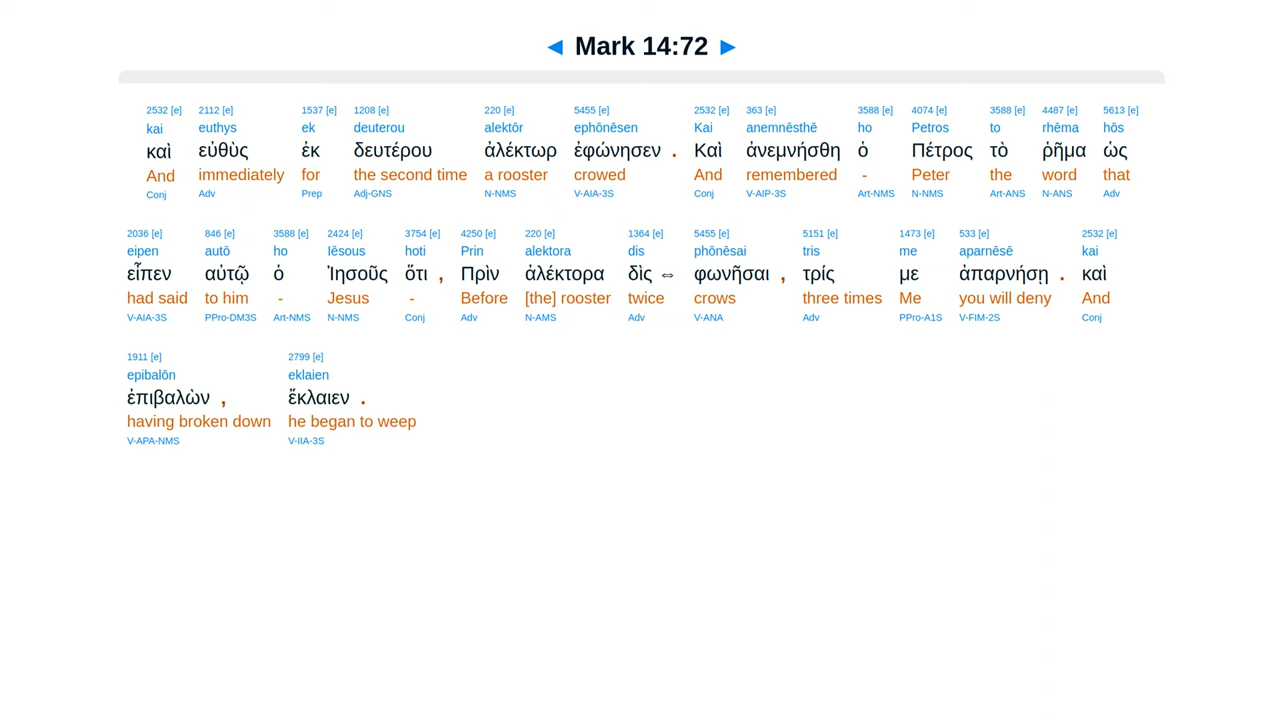 ◄ Mark 14:72 ►
2532 [e] 2112 [e] 1537 [e] 1208 [e] 220 [e] 5455 [e] 2532 [e] 363 [e] 3588 [e] 4074 [e] 3588 [e] 4487 [e] 5613 [e]
kai euthys ek deuterou alektōr ephōnēsen Kai anemnēsthē ho Petros to rhēma hōs
καὶ εὐθὺς ἐκ δευτέρου ἀλέκτωρ ἐφώνησεν . Καὶ ἀνεμνήσθη ὁ Πέτρος τὸ ῥῆμα ὡς
And immediately for the second time a rooster crowed And remembered - Peter the word that
Conj Adv Prep Adj-GNS N-NMS V-AIA-3S Conj V-AIP-3S Art-NMS N-NMS Art-ANS N-ANS Adv
2036 [e] 846 [e] 3588 [e] 2424 [e] 3754 [e] 4250 [e] 220 [e] 1364 [e] 5455 [e] 5151 [e] 1473 [e] 533 [e] 2532 [e]
eipen autō ho Iēsous hoti Prin alektora dis phōnēsai tris me aparnēsē kai
εἶπεν αὐτῷ ὁ Ἰησοῦς ὅτι , Πρὶν ἀλέκτορα δὶς ⇔ φωνῆσαι , τρίς με ἀπαρνήσῃ . καὶ
had said to him - Jesus - Before [the] rooster twice crows three times Me you will deny And
V-AIA-3S PPro-DM3S Art-NMS N-NMS Conj Adv N-AMS Adv V-ANA Adv PPro-A1S V-FIM-2S Conj
1911 [e] 2799 [e]
epibalōn eklaien
ἐπιβαλὼν , ἔκλαιεν .
having broken down he began to weep
V-APA-NMS V-IIA-3S